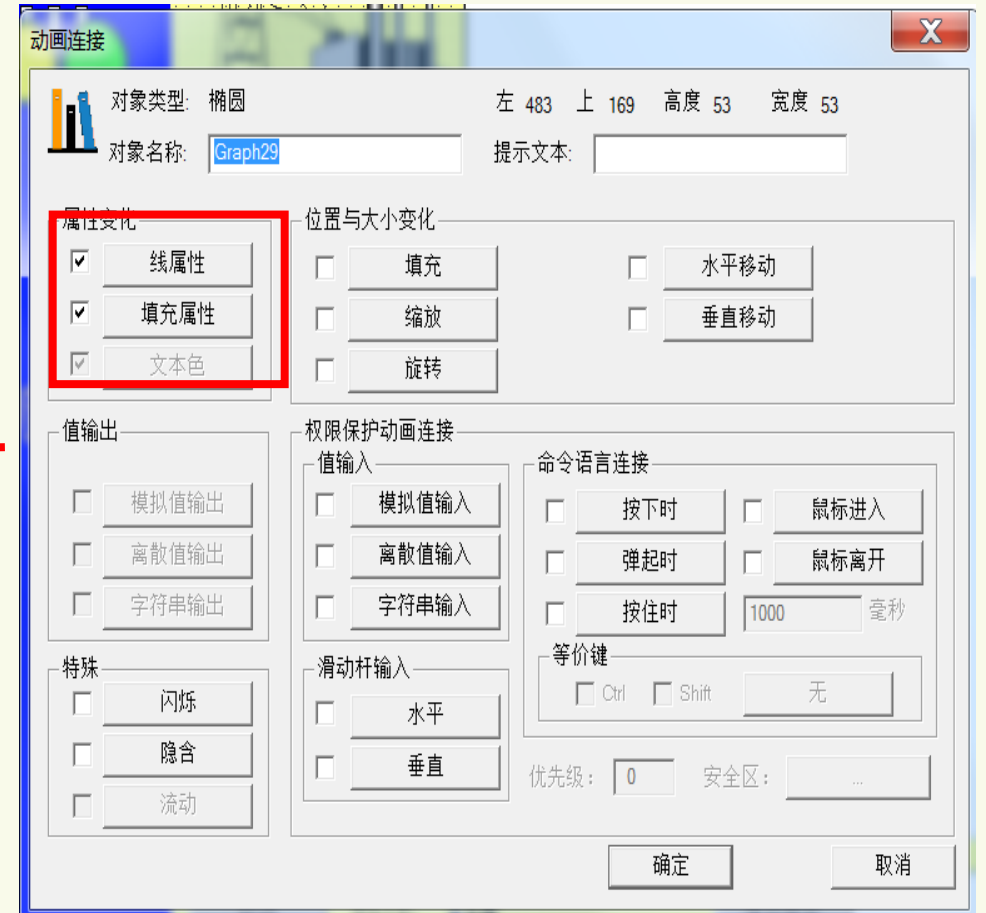 动画连接
X
对象类型: 椭圆 左 483 上 169 高度 53 宽度 53
对象名称: Graph29 提示文本:
属性变化
线属性
填充属性
文本色
位置与大小变化
填充 水平移动
缩放 垂直移动
旋转
值输出
模拟值输出
离散值输出
字符串输出
权限保护动画连接
值输入
模拟值输入
离散值输入
字符串输入
命令语言连接
按下时 鼠标进入
弹起时 鼠标离开
按住时 1000 毫秒
等价键
Ctrl Shift 无
特殊
闪烁
隐含
流动
滑动杆输入
水平
垂直
优先级: 0 安全区: ...
确定 取消